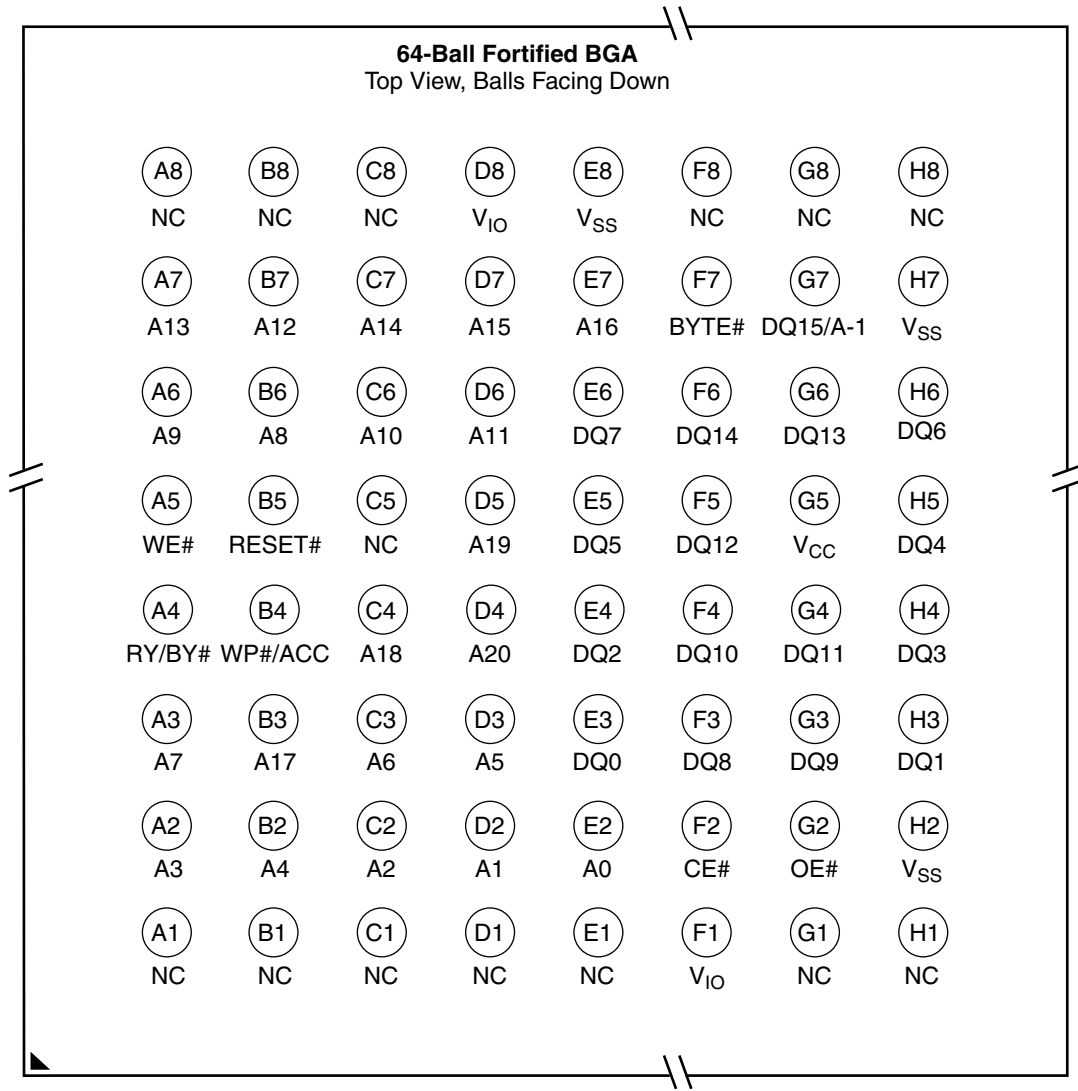 64-Ball Fortified BGA
Top View, Balls Facing Down
A8 B8 C8 D8 E8 F8 G8 H8
NC NC NC VIO VSS NC NC NC
A7 B7 C7 D7 E7 F7 G7 H7
A13 A12 A14 A15 A16 BYTE# DQ15/A-1 VSS
A6 B6 C6 D6 E6 F6 G6 H6
A9 A8 A10 A11 DQ7 DQ14 DQ13 DQ6
A5 B5 C5 D5 E5 F5 G5 H5
WE# RESET# NC A19 DQ5 DQ12 VCC DQ4
A4 B4 C4 D4 E4 F4 G4 H4
RY/BY# WP#/ACC A18 A20 DQ2 DQ10 DQ11 DQ3
A3 B3 C3 D3 E3 F3 G3 H3
A7 A17 A6 A5 DQ0 DQ8 DQ9 DQ1
A2 B2 C2 D2 E2 F2 G2 H2
A3 A4 A2 A1 A0 CE# OE# VSS
A1 B1 C1 D1 E1 F1 G1 H1
NC NC NC NC NC VIO NC NC